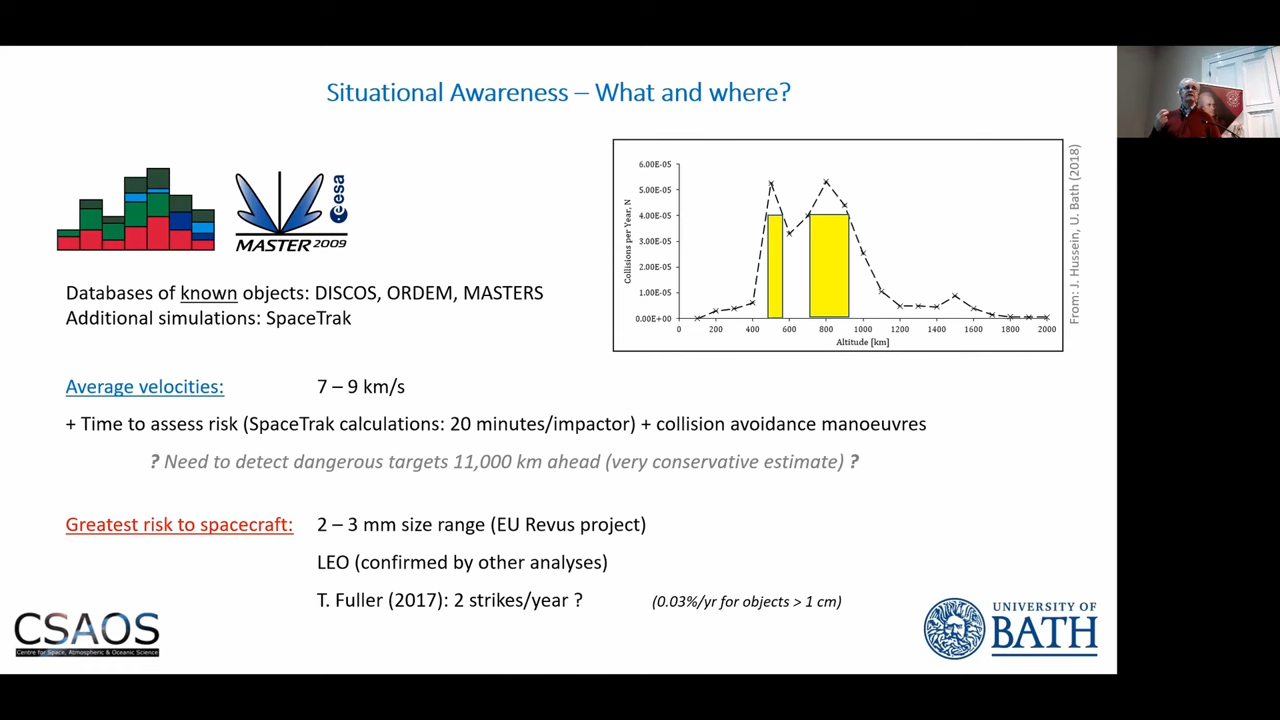 Situational Awareness – What and where?
esa
MASTER 2009
Databases of known objects: DISCOS, ORDEM, MASTERS
Additional simulations: SpaceTrak
6.00E-05
5.00E-05
4.00E-05
3.00E-05
2.00E-05
1.00E-05
0.00E+00
Collisions per Year, N
0 200 400 600 800 1000 1200 1400 1600 1800 2000
Altitude [km]
From: J. Hussein, U. Bath (2018)
Average velocities: 7 – 9 km/s
+ Time to assess risk (SpaceTrak calculations: 20 minutes/impactor) + collision avoidance manoeuvres
? Need to detect dangerous targets 11,000 km ahead (very conservative estimate) ?
Greatest risk to spacecraft: 2 – 3 mm size range (EU Revus project)
LEO (confirmed by other analyses)
T. Fuller (2017): 2 strikes/year ? (0.03%/yr for objects > 1 cm)
CSAOS
Centre for Space, Atmospheric & Oceanic Science
UNIVERSITY OF
BATH